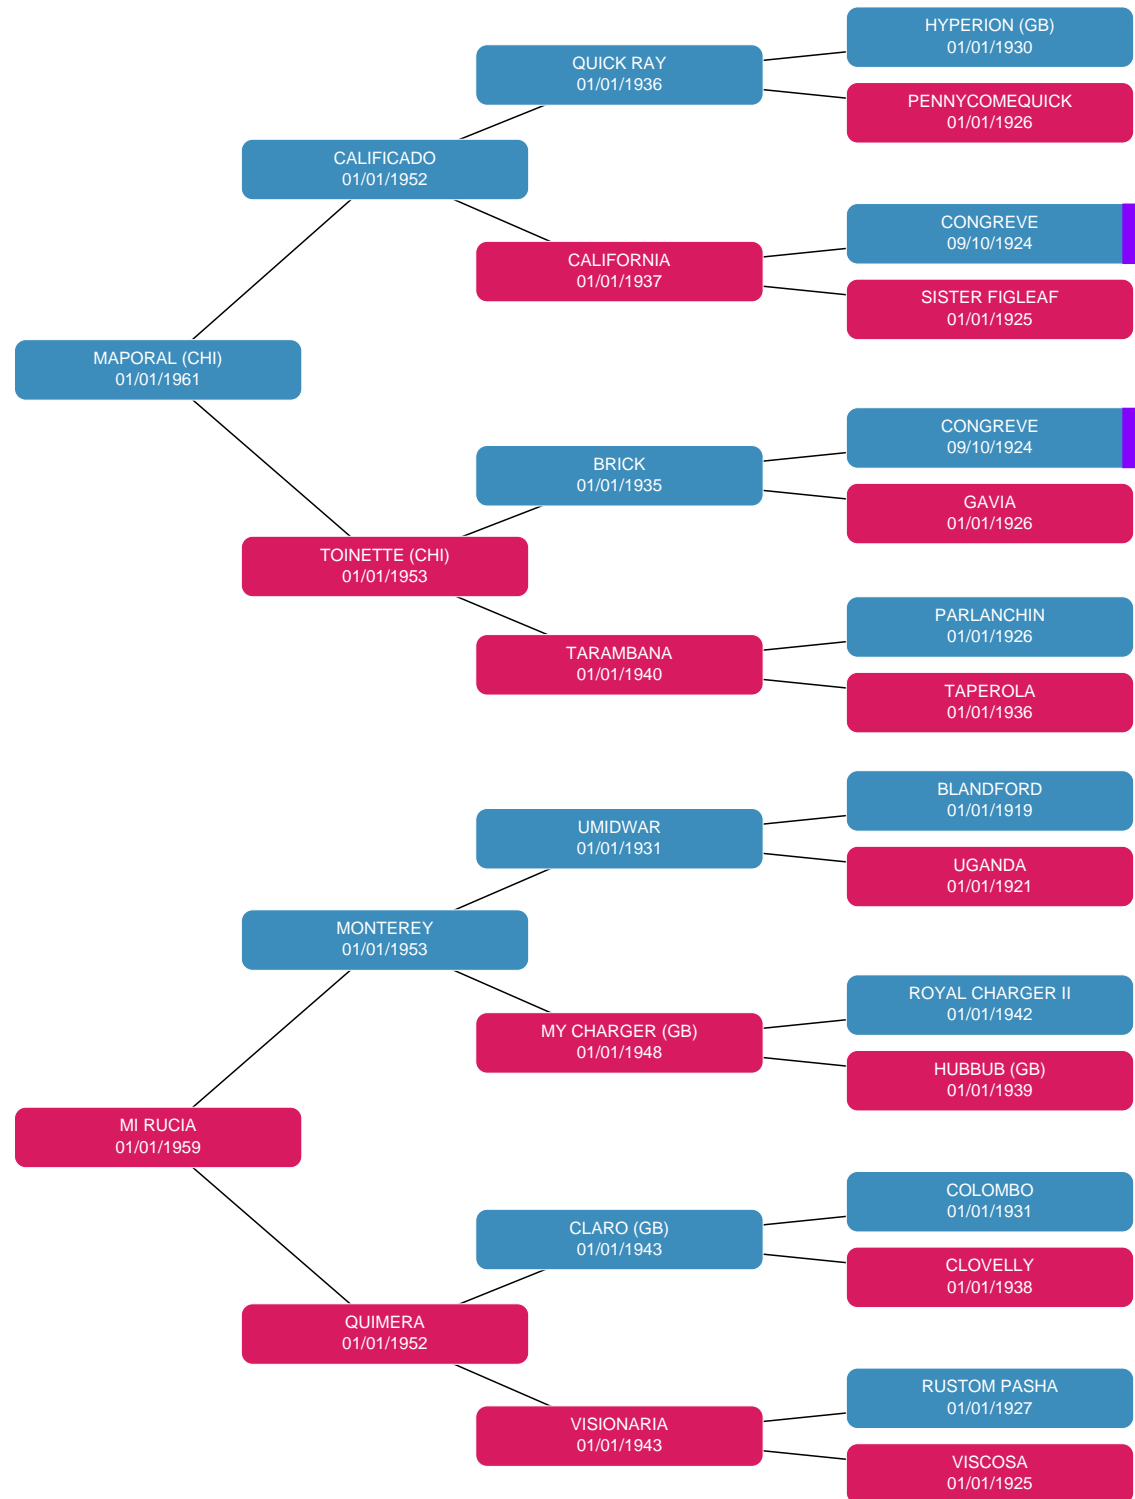 HYPERION (GB)
01/01/1930
QUICK RAY
01/01/1936
PENNYCOMEQUICK
01/01/1926
CALIFICADO
01/01/1952
CONGREVE
09/10/1924
CALIFORNIA
01/01/1937
SISTER FIGLEAF
01/01/1925
MAPORAL (CHI)
01/01/1961
CONGREVE
09/10/1924
BRICK
01/01/1935
GAVIA
01/01/1926
TOINETTE (CHI)
01/01/1953
PARLANCHIN
01/01/1926
TARAMBANA
01/01/1940
TAPEROLA
01/01/1936
BLANDFORD
01/01/1919
UMIDWAR
01/01/1931
UGANDA
01/01/1921
MONTEREY
01/01/1953
ROYAL CHARGER II
01/01/1942
MY CHARGER (GB)
01/01/1948
HUBBUB (GB)
01/01/1939
MI RUCIA
01/01/1959
COLOMBO
01/01/1931
CLARO (GB)
01/01/1943
CLOVELLY
01/01/1938
QUIMERA
01/01/1952
RUSTOM PASHA
01/01/1927
VISIONARIA
01/01/1943
VISCOSA
01/01/1925